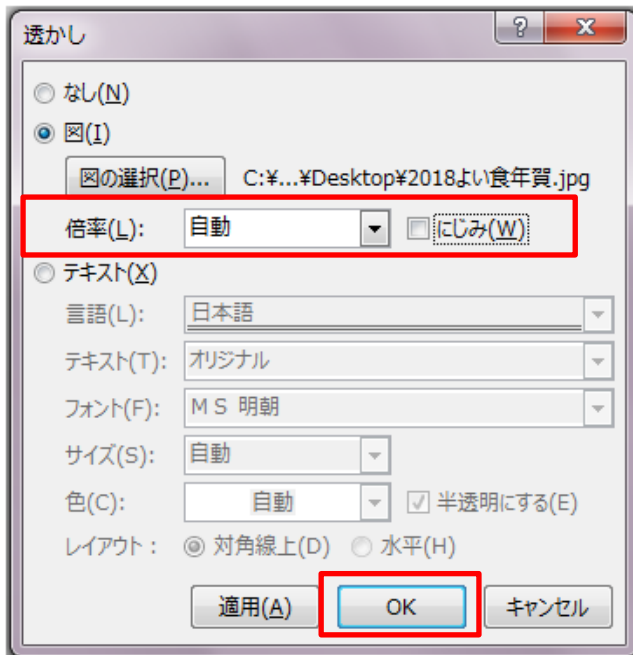 透かし
なし(N)
図(I)
図の選択(P)... C:¥...¥Desktop¥2018よい食年賀.jpg
倍率(L): 自動 にじみ(W)
テキスト(X)
言語(L): 日本語
テキスト(T): オリジナル
フォント(F): ＭＳ 明朝
サイズ(S): 自動
色(C): 自動 半透明にする(E)
レイアウト： 対角線上(D) 水平(H)
適用(A) OK キャンセル